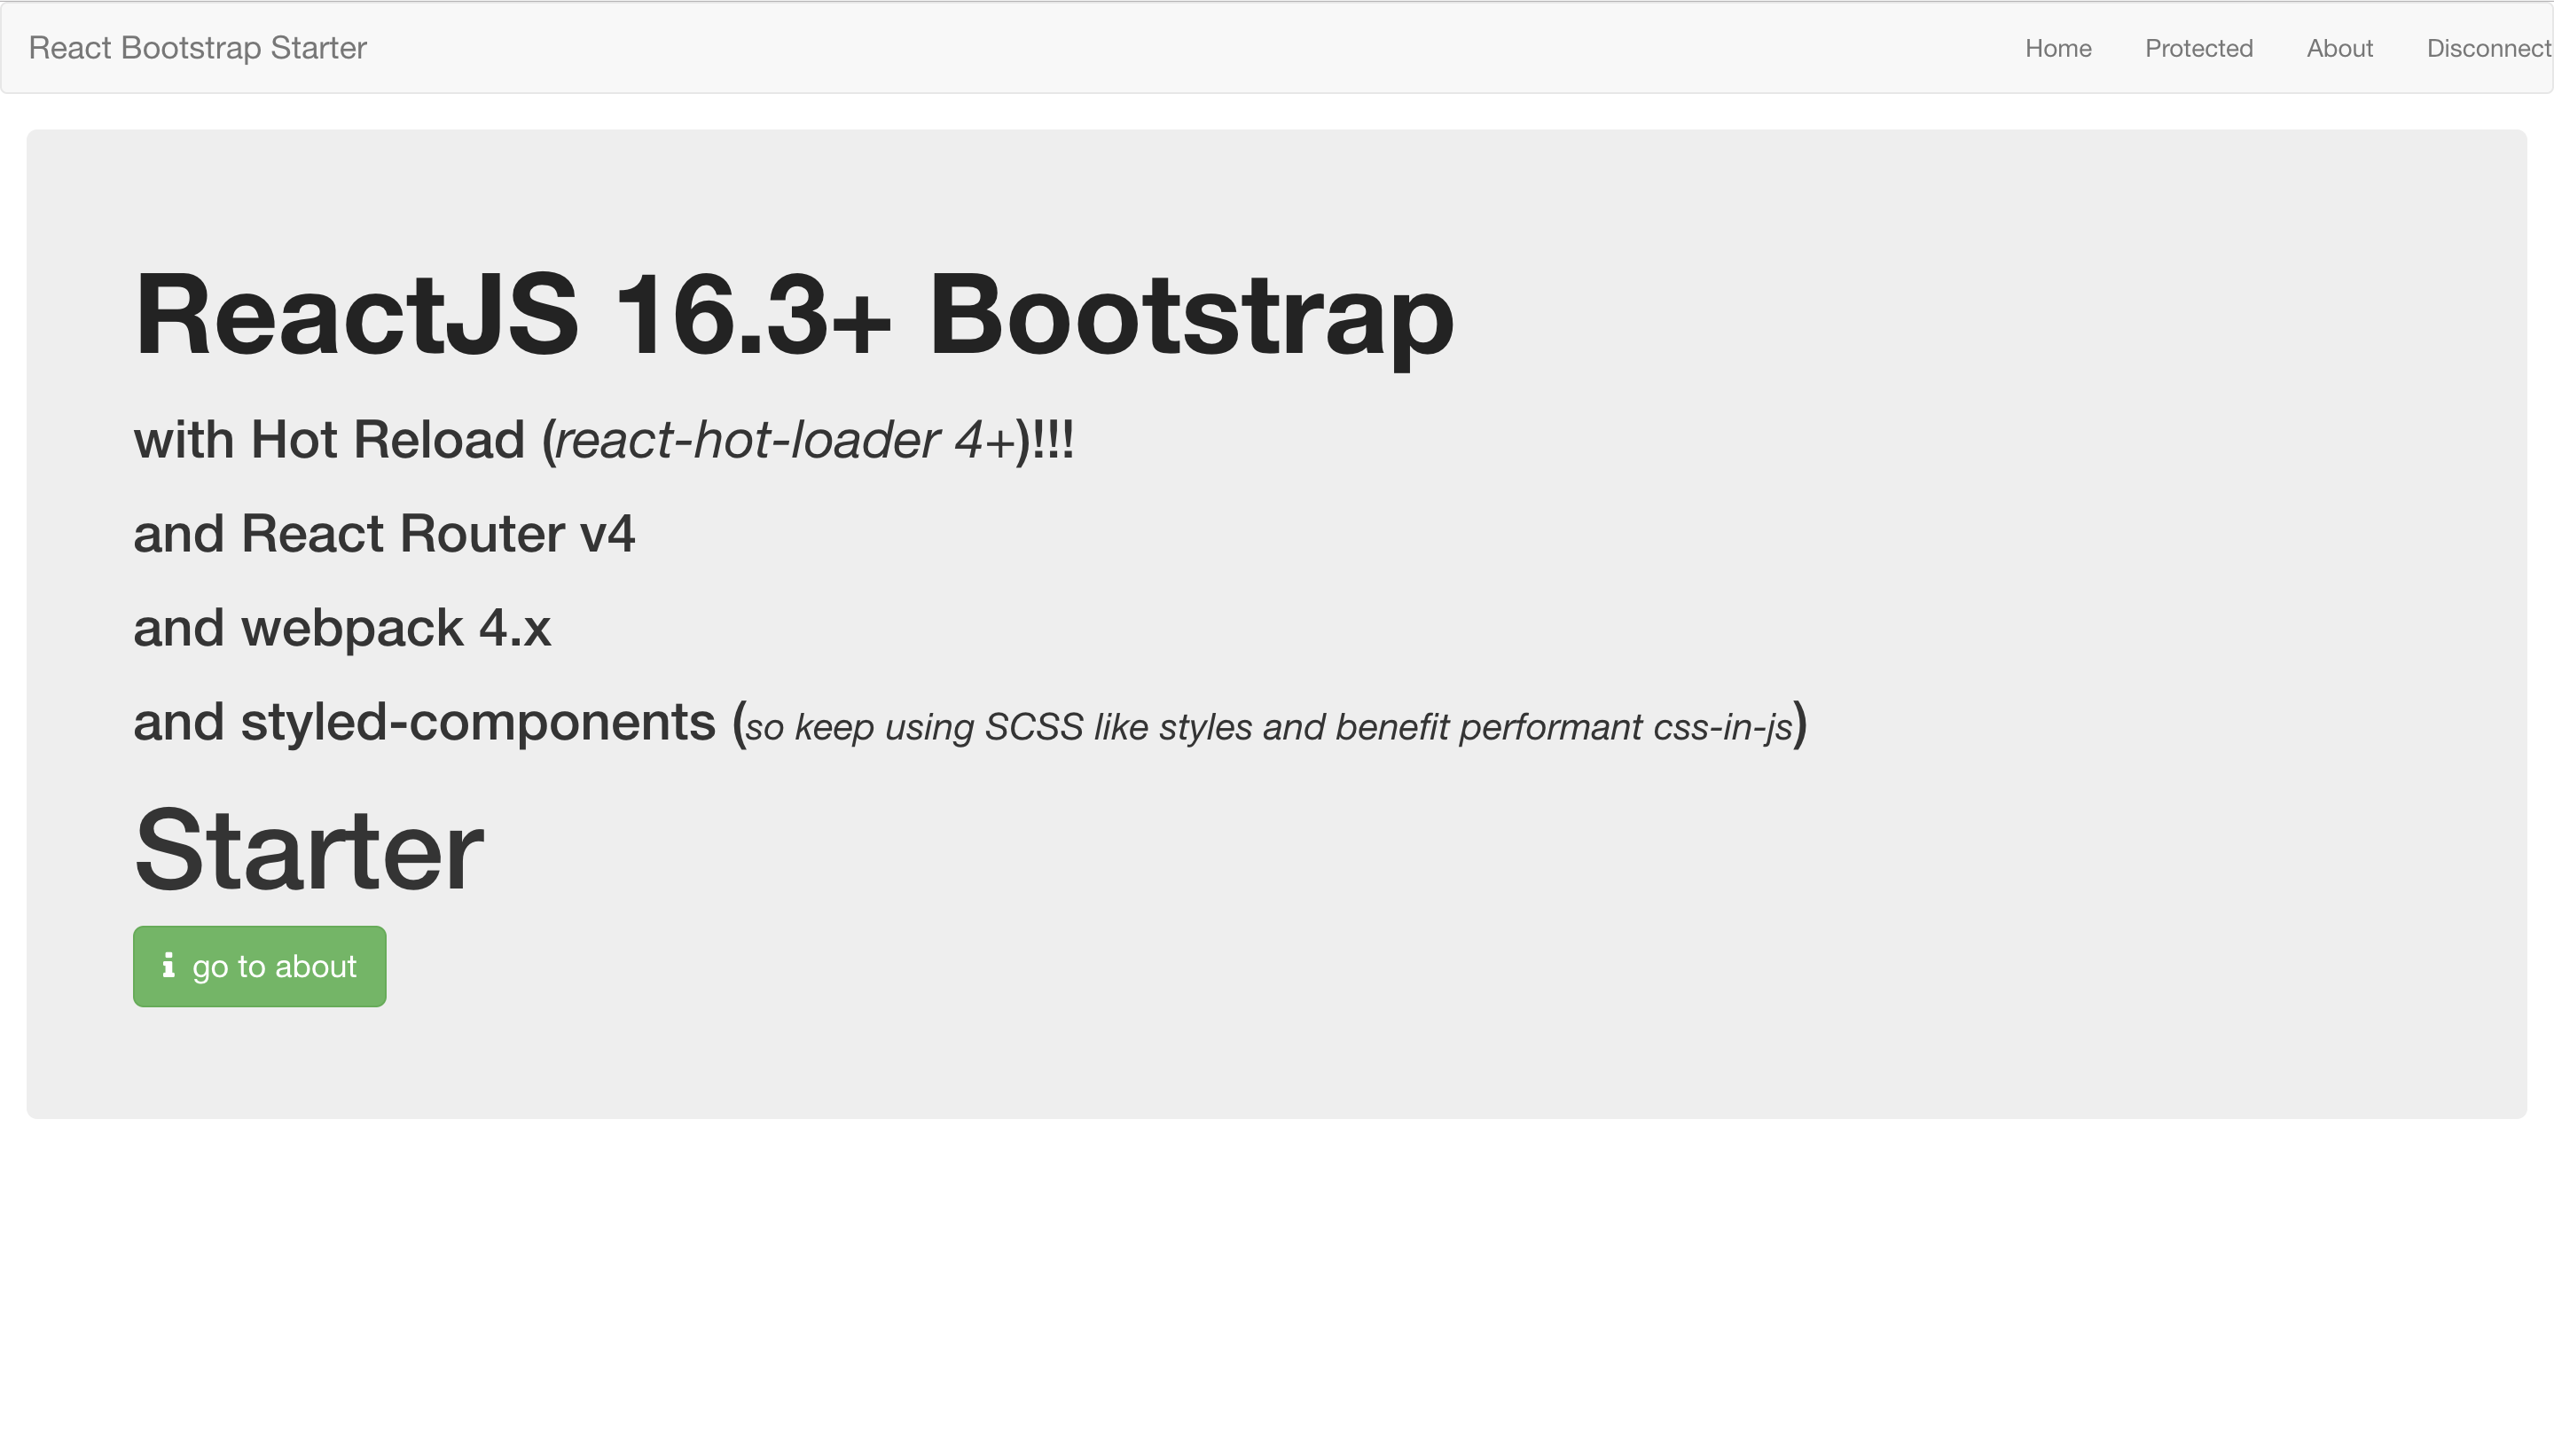 React Bootstrap Starter Home Protected About Disconnect
ReactJS 16.3+ Bootstrap
with Hot Reload (react-hot-loader 4+)!!!
and React Router v4
and webpack 4.x
and styled-components (so keep using SCSS like styles and benefit performant css-in-js)
Starter
go to about